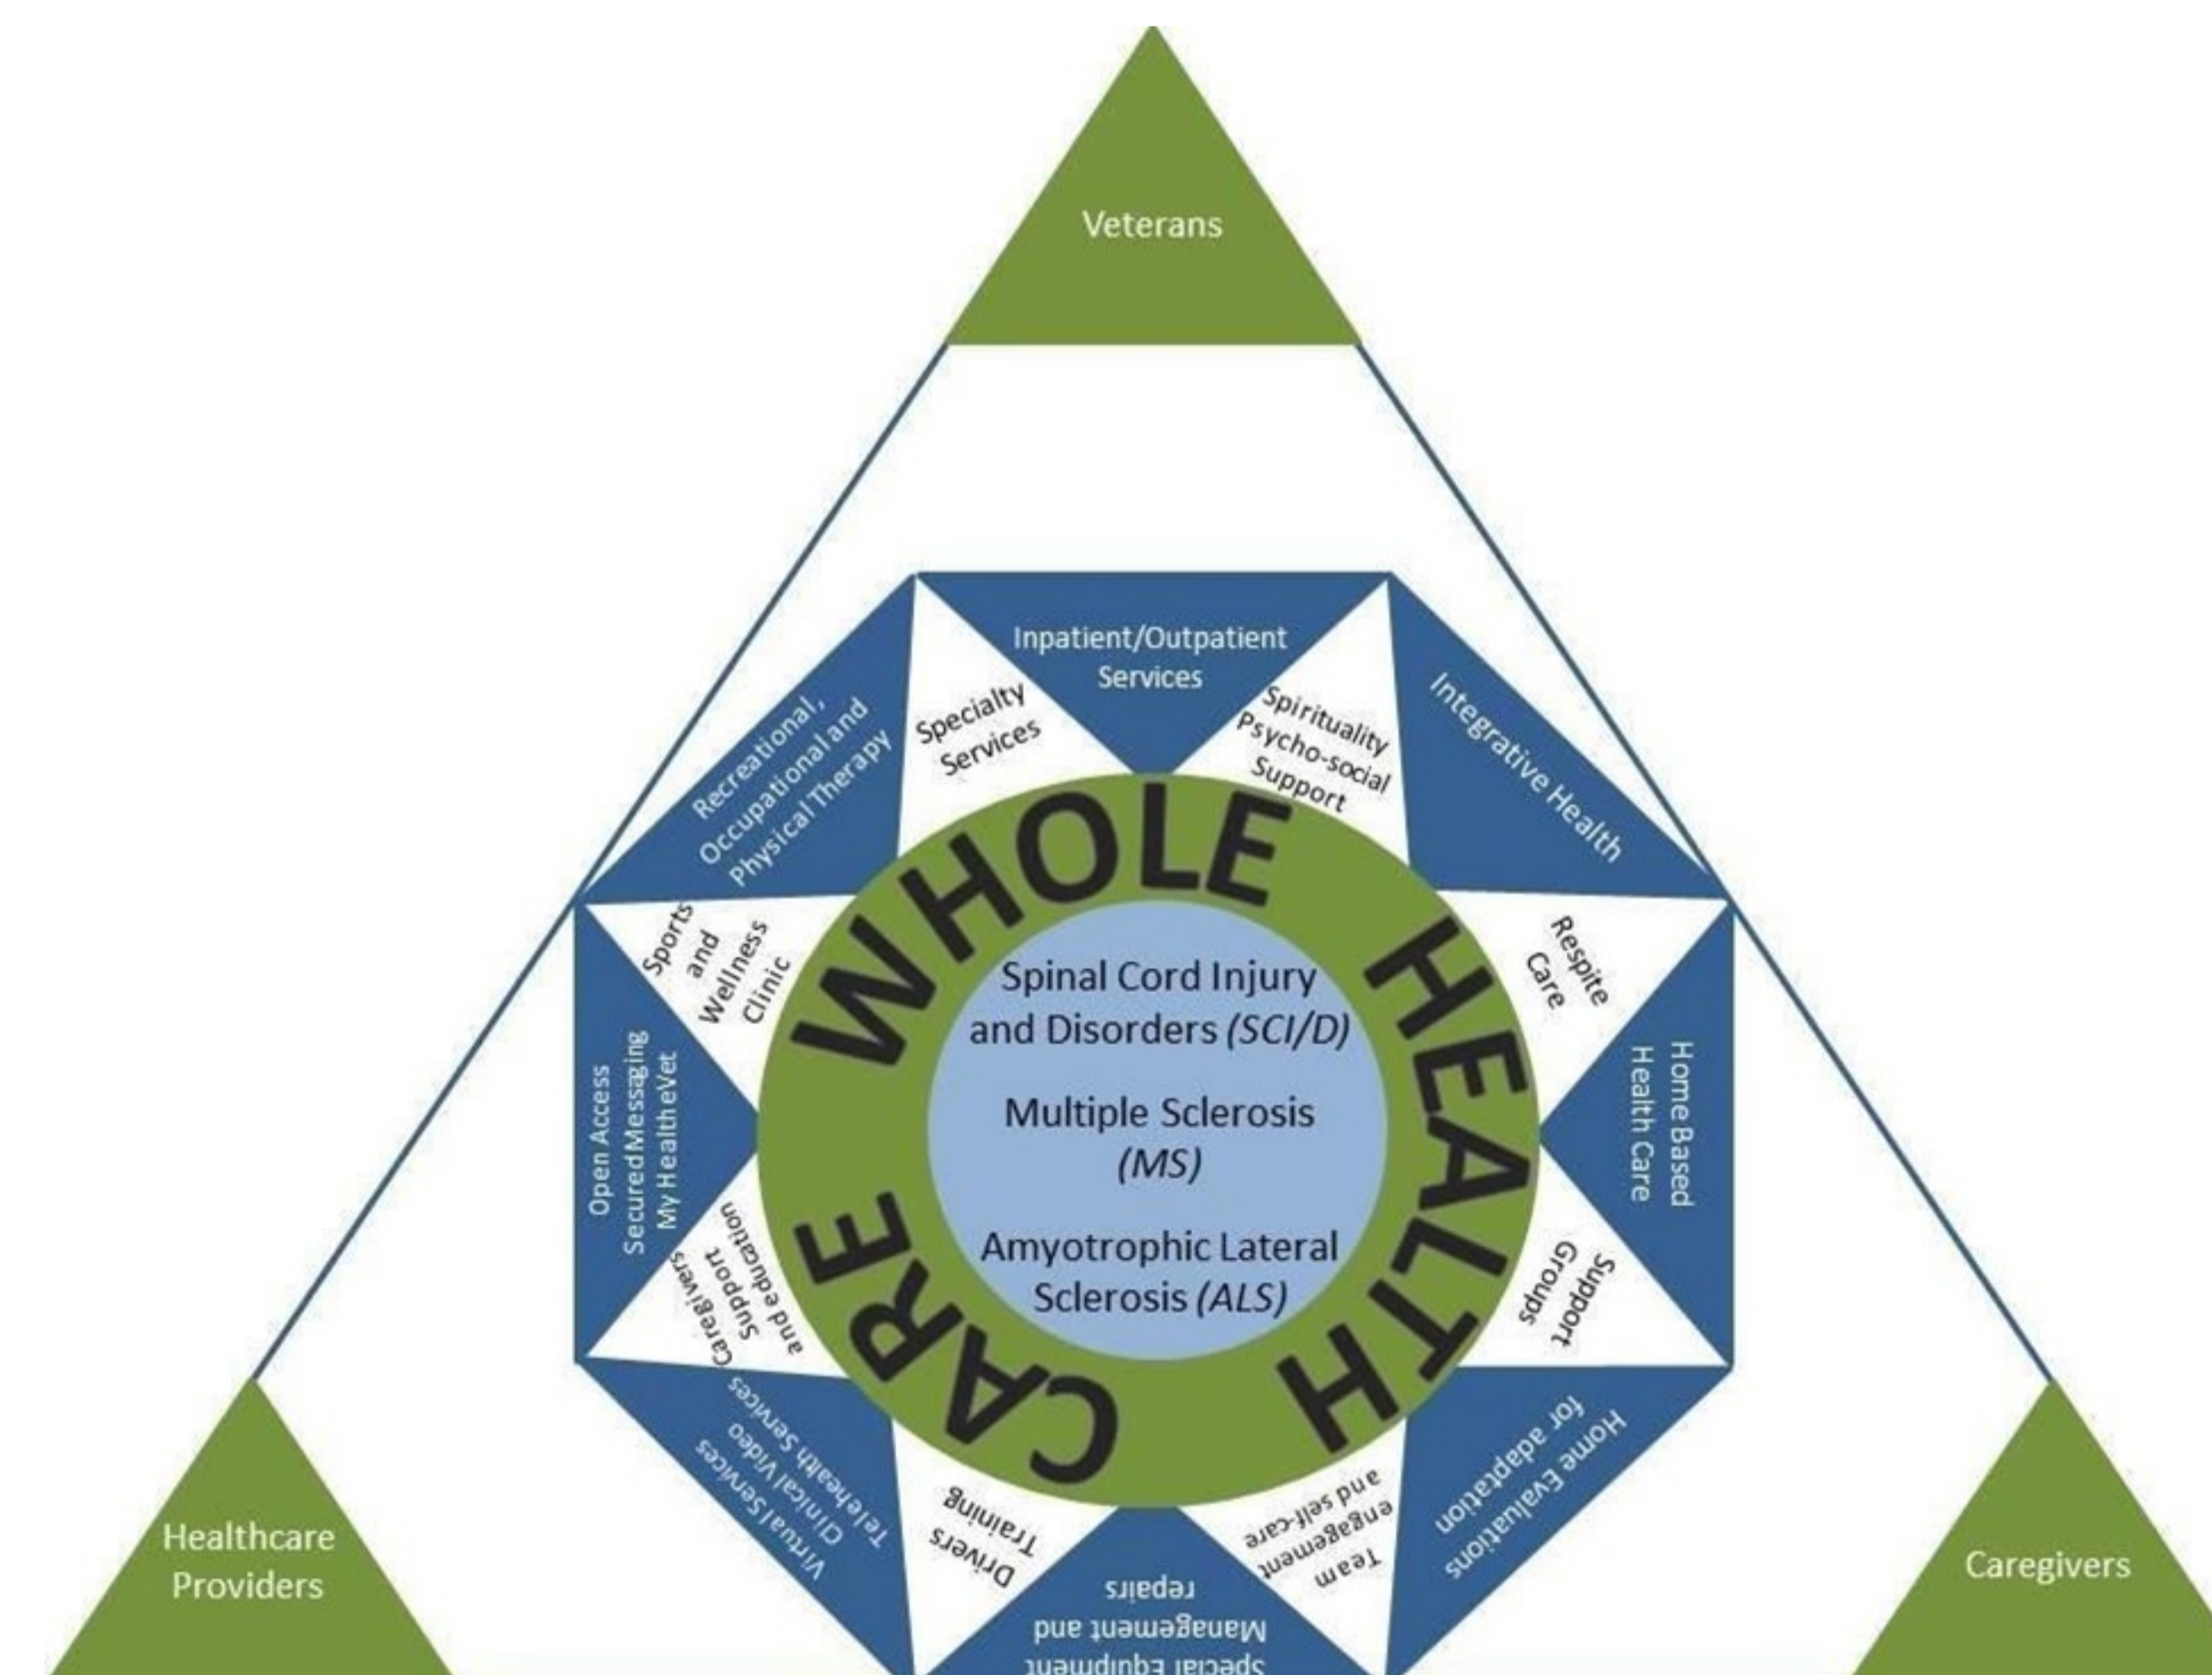 Veterans
Inpatient/Outpatient
Services
Spirituality
Psycho-social
Support
Integrative Health
Respite
Care
Home Based
Health Care
Support
Groups
Home Evaluations
for adaptation
Team
engagement
and self-care
Special Equipment
Management and
repairs
Drivers
Training
Virtual Services
Clinical Video
Telehealth Services
Caregivers
Support
and education
Open Access
Secured Messaging
My HealtheVet
Sports
and
Wellness
Clinic
Recreational,
Occupational and
Physical Therapy
Specialty
Services
WHOLE HEALTH CARE
Spinal Cord Injury
and Disorders (SCI/D)
Multiple Sclerosis
(MS)
Amyotrophic Lateral
Sclerosis (ALS)
Healthcare
Providers
Caregivers